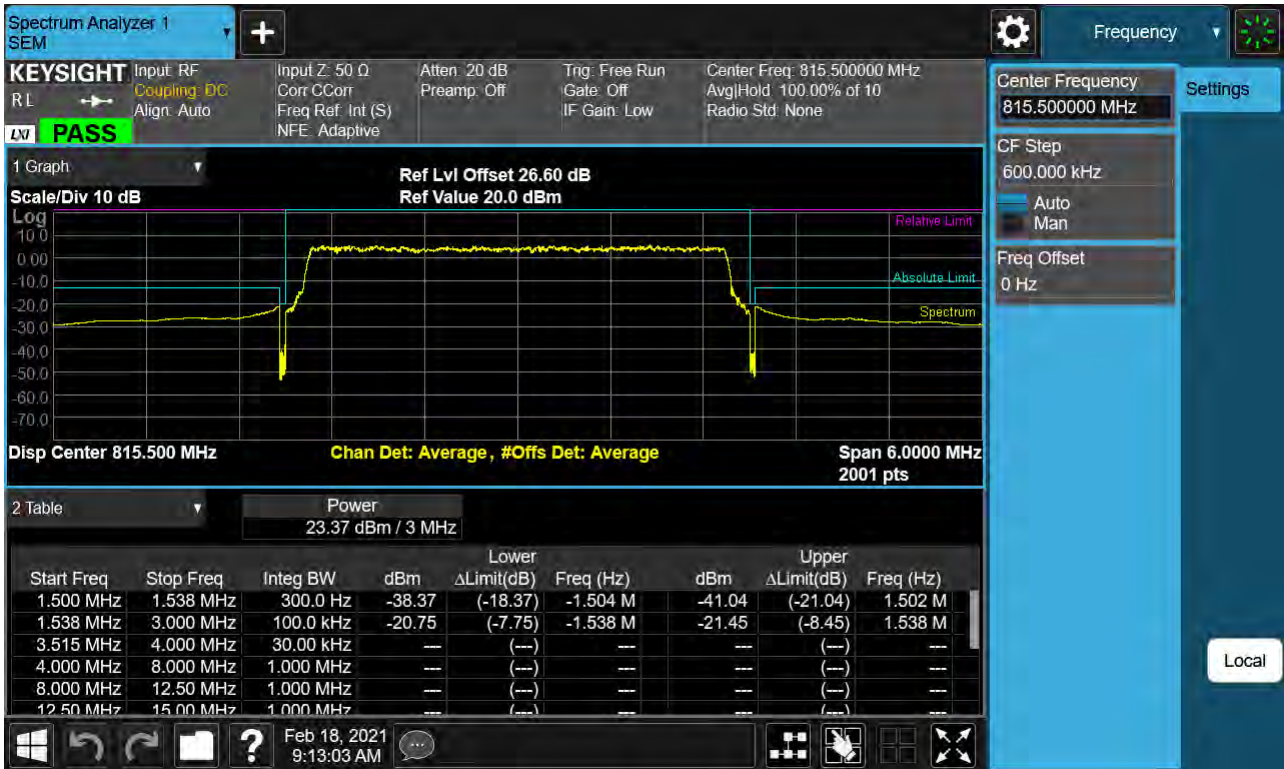 Spectrum Analyzer 1
SEM
Frequency
KEYSIGHT
RL
LXI PASS
Input: RF
Coupling: DC
Align: Auto
Input Z: 50 Ω
Corr CCorr
Freq Ref: Int (S)
NFE: Adaptive
Atten: 20 dB
Preamp: Off
Trig: Free Run
Gate: Off
IF Gain: Low
Center Freq: 815.500000 MHz
Avg|Hold: 100.00% of 10
Radio Std: None
Center Frequency
815.500000 MHz
Settings
CF Step
600.000 kHz
Auto
Man
Freq Offset
0 Hz
Local
1 Graph
Scale/Div 10 dB
Ref Lvl Offset 26.60 dB
Ref Value 20.0 dBm
Log
10.0
0.00
-10.0
-20.0
-30.0
-40.0
-50.0
-60.0
-70.0
Relative Limit
Absolute Limit
Spectrum
Disp Center 815.500 MHz
Chan Det: Average, #Offs Det: Average
Span 6.0000 MHz
2001 pts
2 Table
Power
23.37 dBm / 3 MHz
Lower Upper
Start Freq Stop Freq Integ BW dBm ΔLimit(dB) Freq (Hz) dBm ΔLimit(dB) Freq (Hz)
1.500 MHz 1.538 MHz 300.0 Hz -38.37 (-18.37) -1.504 M -41.04 (-21.04) 1.502 M
1.538 MHz 3.000 MHz 100.0 kHz -20.75 (-7.75) -1.538 M -21.45 (-8.45) 1.538 M
3.515 MHz 4.000 MHz 30.00 kHz --- (---) --- --- (---) ---
4.000 MHz 8.000 MHz 1.000 MHz --- (---) --- --- (---) ---
8.000 MHz 12.50 MHz 1.000 MHz --- (---) --- --- (---) ---
12.50 MHz 15.00 MHz 1.000 MHz --- (---) --- --- (---) ---
?
Feb 18, 2021
9:13:03 AM